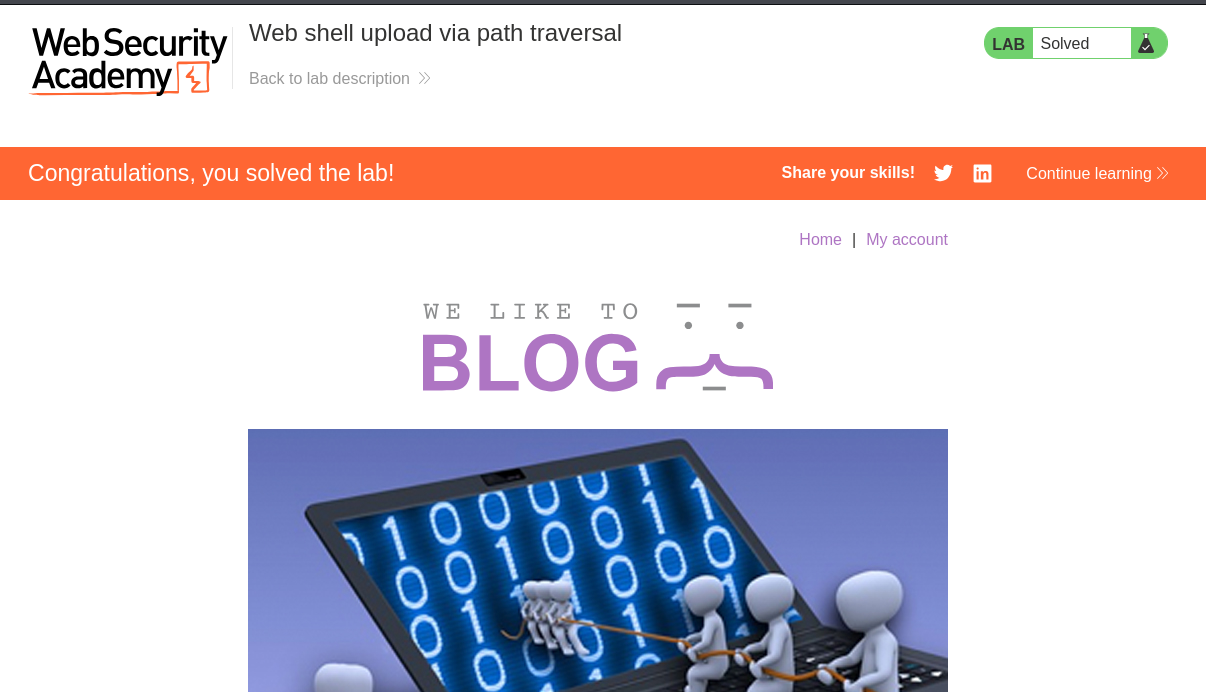 Web Security
Academy
Web shell upload via path traversal
Back to lab description
LAB Solved
Congratulations, you solved the lab!
Share your skills!
Continue learning
Home | My account
WE LIKE TO
BLOG